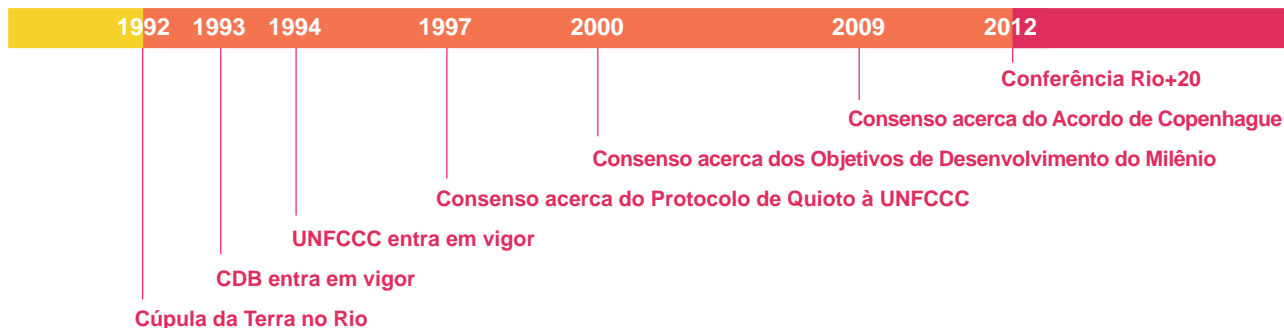 1992 1993 1994 1997 2000 2009 2012
Conferência Rio+20
Consenso acerca do Acordo de Copenhague
Consenso acerca dos Objetivos de Desenvolvimento do Milênio
Consenso acerca do Protocolo de Quioto à UNFCCC
UNFCCC entra em vigor
CDB entra em vigor
Cúpula da Terra no Rio